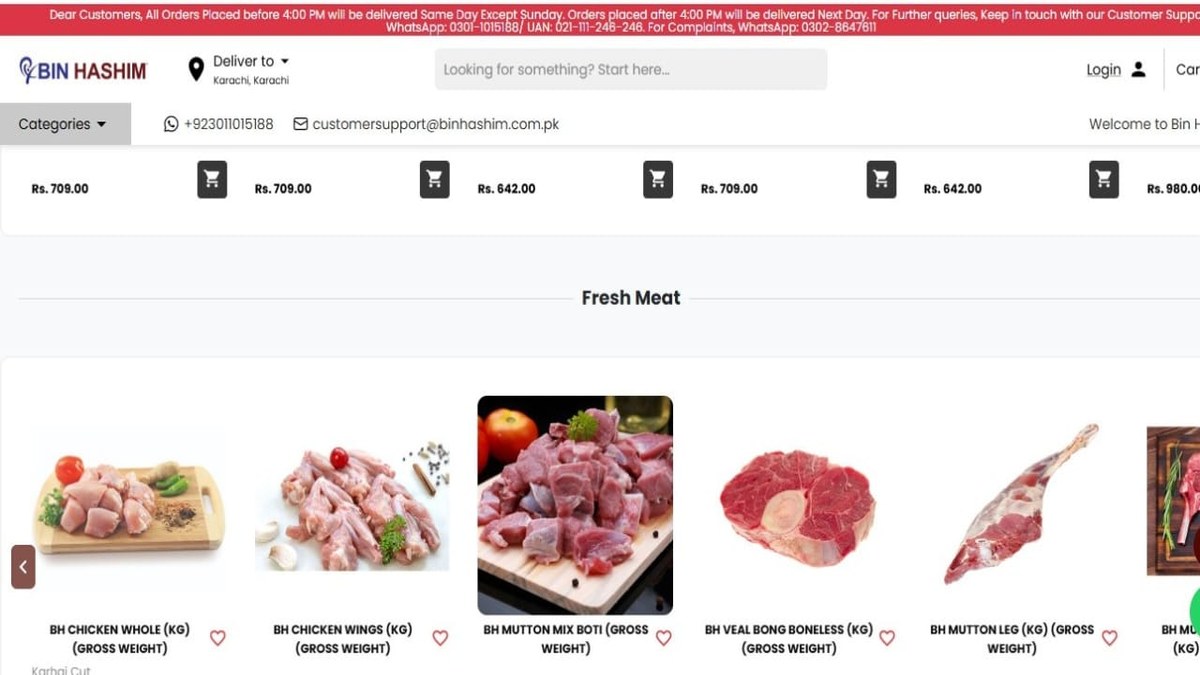 Dear Customers, All Orders Placed before 4:00 PM will be delivered Same Day Except Sunday. Orders placed after 4:00 PM will be delivered Next Day. For Further queries, Keep in touch with our Customer Suppo
WhatsApp: 0301-1015188/ UAN: 021-111-246-246. For Complaints, WhatsApp: 0302-8647611
BIN HASHIM
Deliver to
Karachi, Karachi
Looking for something? Start here...
Login
Car
Categories
+923011015188
customersupport@binhashim.com.pk
Welcome to Bin H
Rs. 709.00
Rs. 709.00
Rs. 642.00
Rs. 709.00
Rs. 642.00
Rs. 980.00
Fresh Meat
BH CHICKEN WHOLE (KG)
(GROSS WEIGHT)
Karhai Cut
BH CHICKEN WINGS (KG)
(GROSS WEIGHT)
BH MUTTON MIX BOTI (GROSS
WEIGHT)
BH VEAL BONG BONELESS (KG)
(GROSS WEIGHT)
BH MUTTON LEG (KG) (GROSS
WEIGHT)
BH MU
(KG)